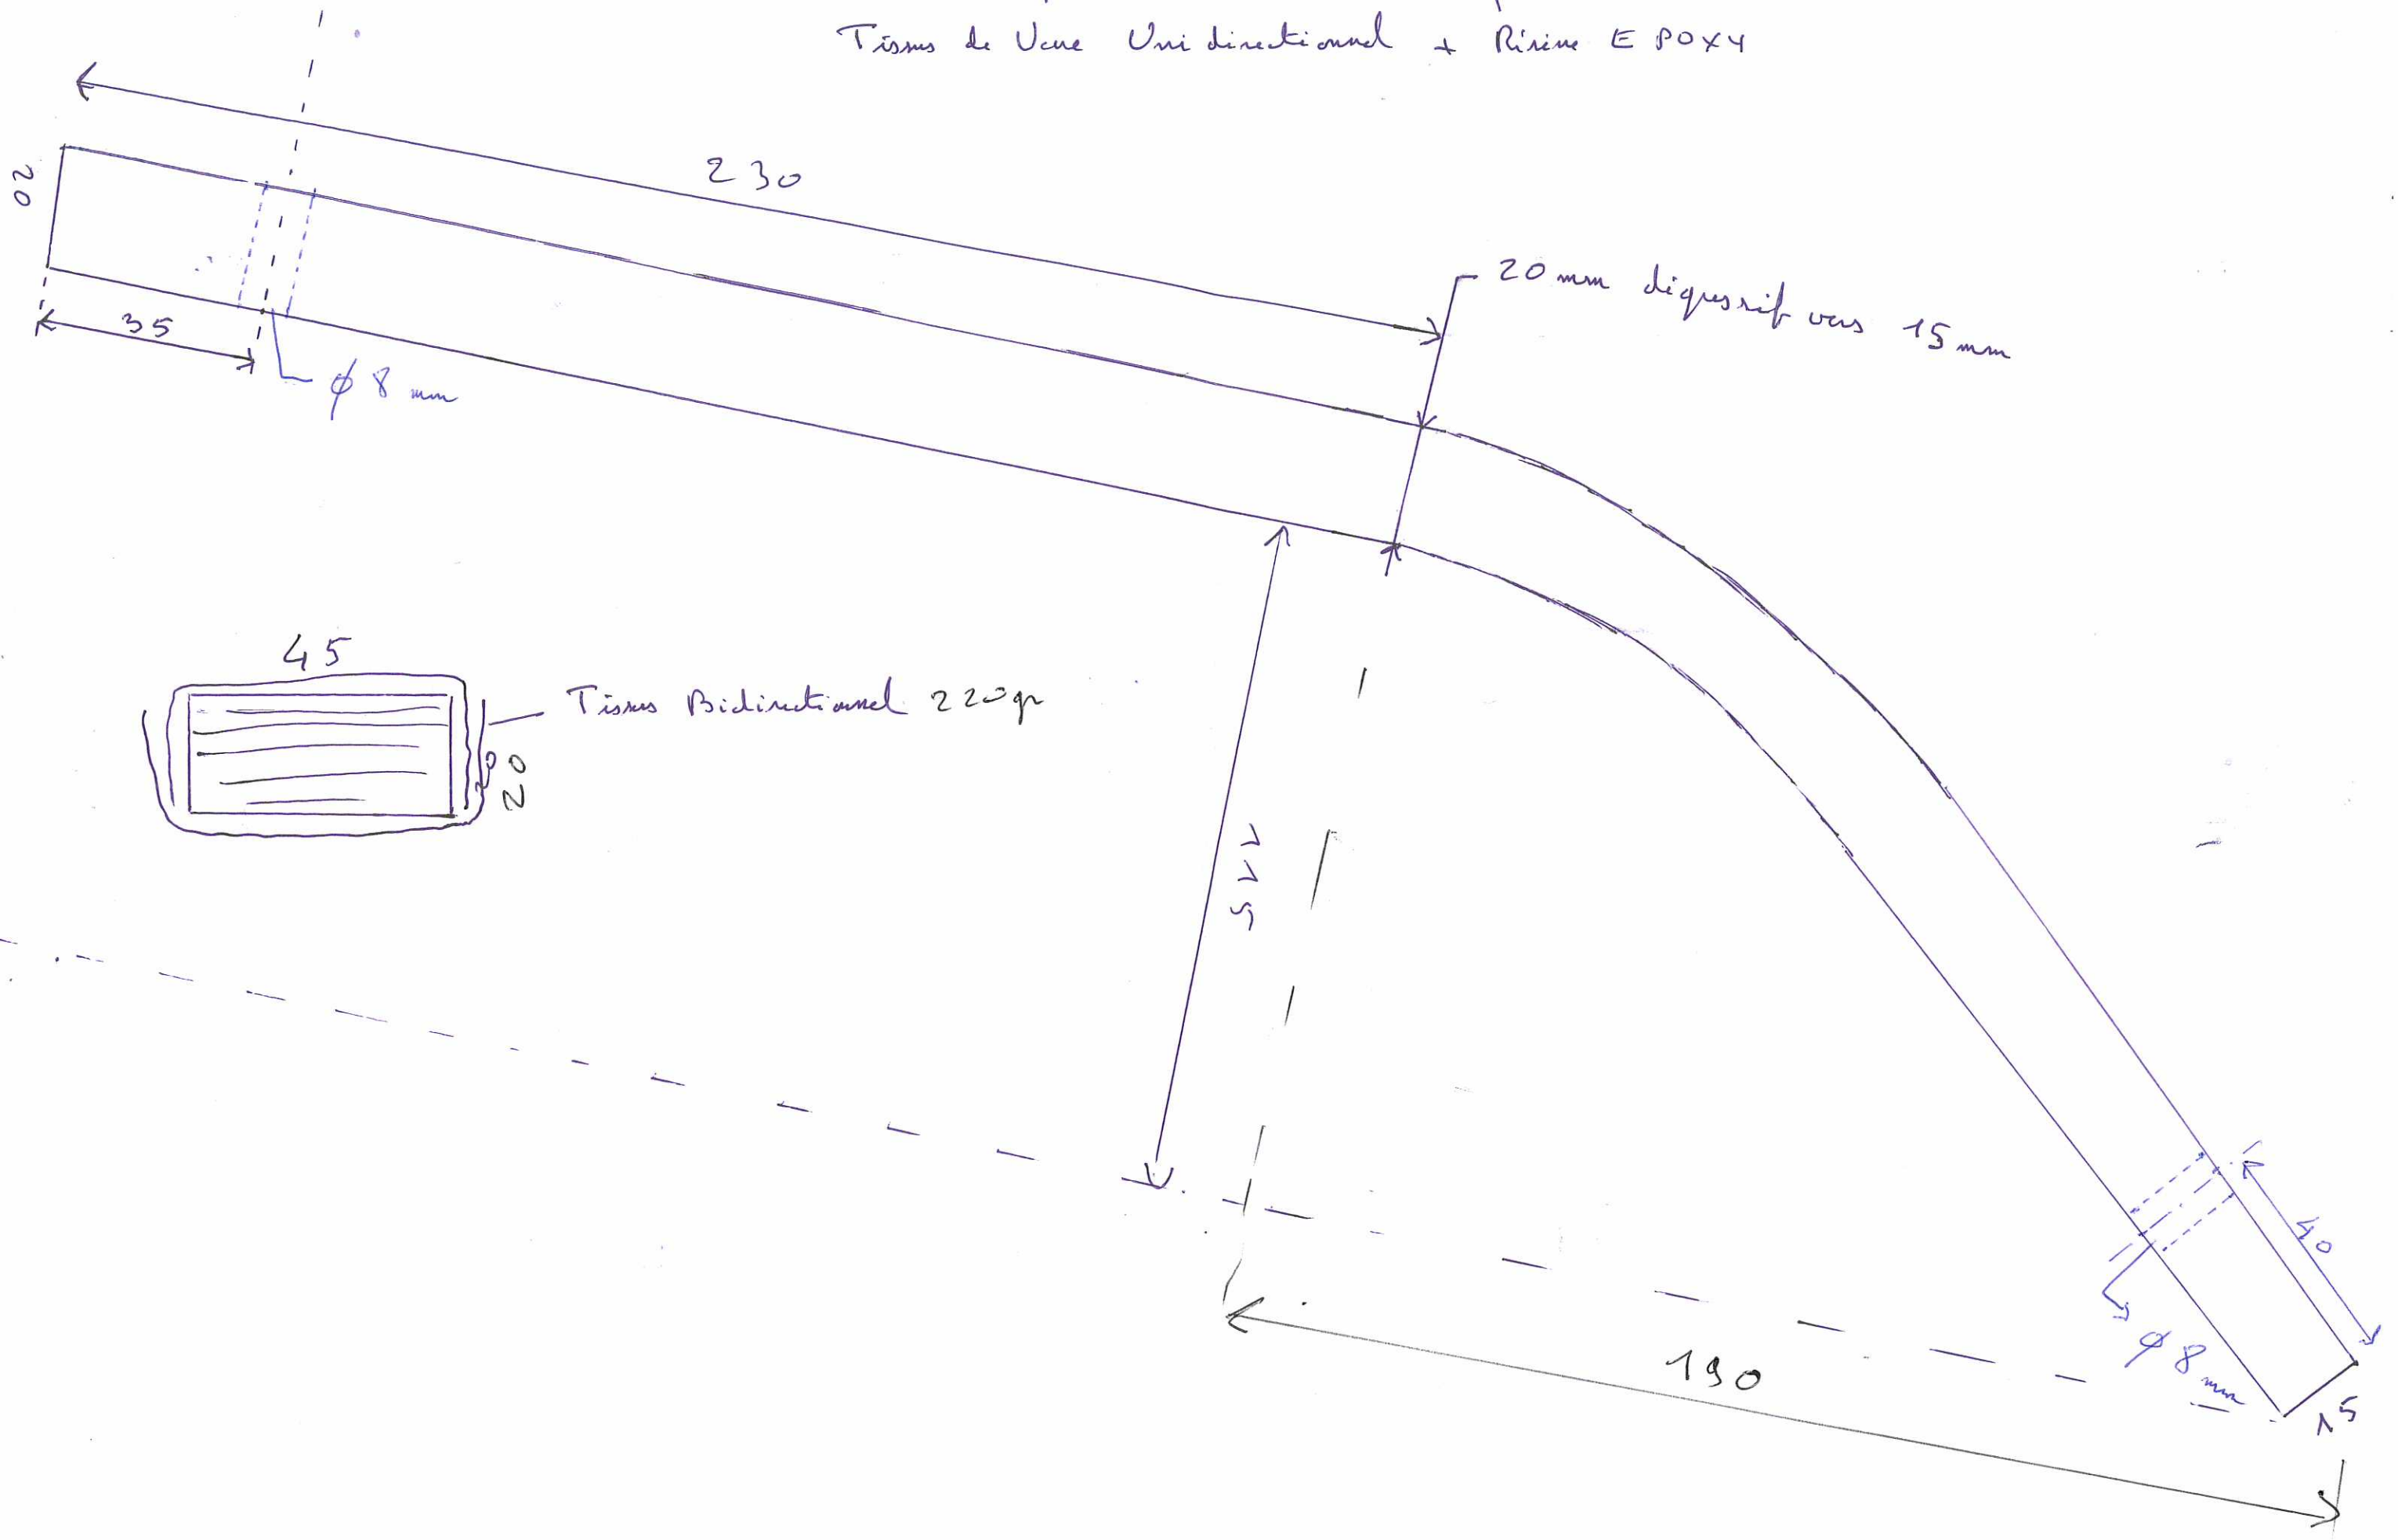 Tissus de Verre Unidirectionnel + Résine EPOXY
230
20
20 mm dégressif vers 15 mm
35
ϕ 8 mm
45
Tissus Bidirectionnel 220gr
20
115
40
ϕ 8 mm
190
15